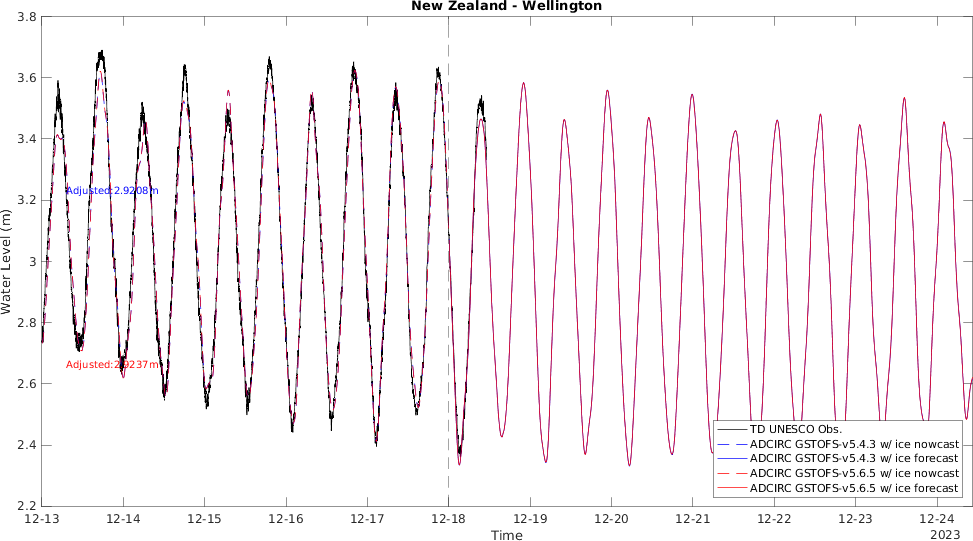 New Zealand - Wellington
3.8
3.6
3.4
3.2
3
2.8
2.6
2.4
2.2
Water Level (m)
Adjusted:2.9208m
Adjusted:2.9237m
TD UNESCO Obs.
ADCIRC GSTOFS-v5.4.3 w/ ice nowcast
ADCIRC GSTOFS-v5.4.3 w/ ice forecast
ADCIRC GSTOFS-v5.6.5 w/ ice nowcast
ADCIRC GSTOFS-v5.6.5 w/ ice forecast
12-13 12-14 12-15 12-16 12-17 12-18 12-19 12-20 12-21 12-22 12-23 12-24
Time
2023